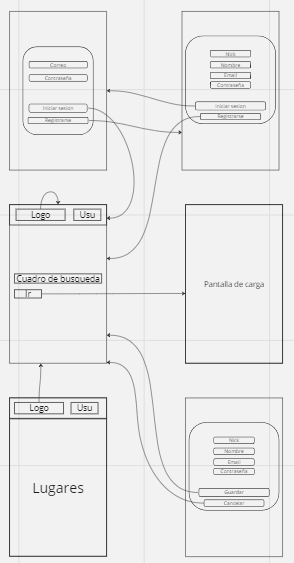 Correo
Contraseña
Iniciar sesion
Registrarse
Nick
Nombre
Email
Contraseña
Iniciar sesion
Registrarse
Logo
Usu
Cuadro de busqueda
Ir
Pantalla de carga
Logo
Usu
Lugares
Nick
Nombre
Email
Contraseña
Guardar
Cancelar